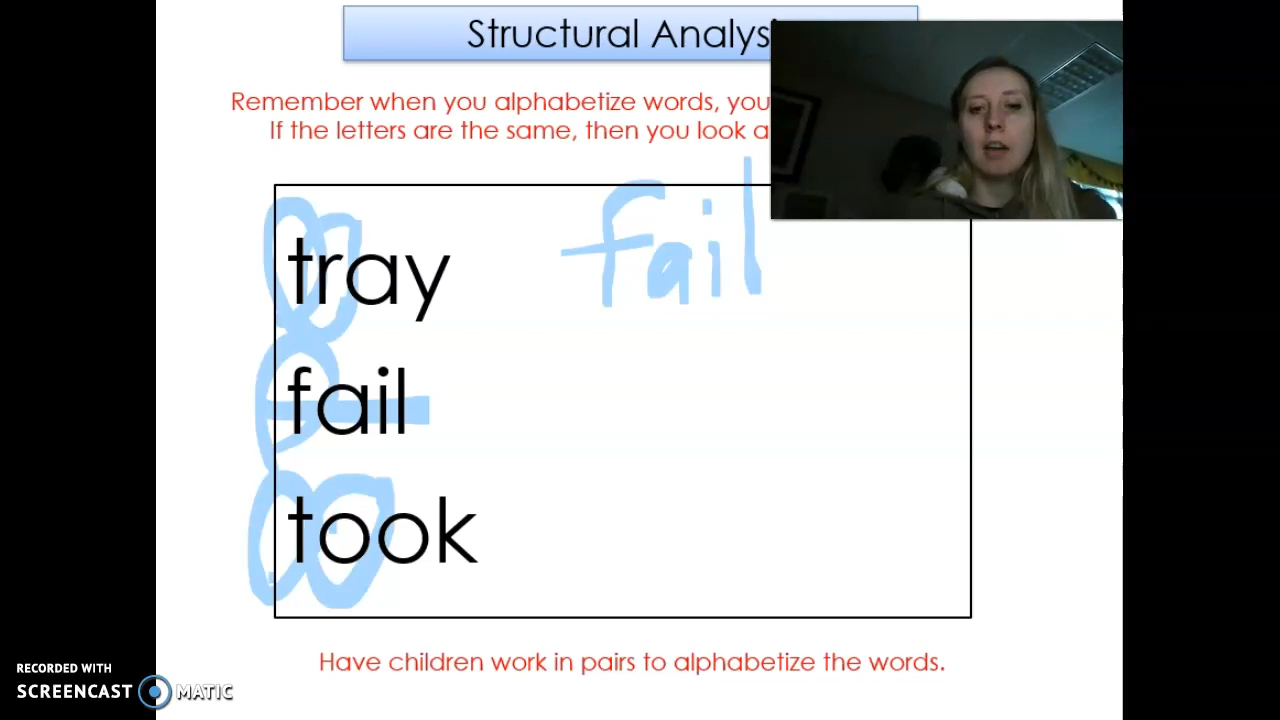 Structural Analysi
Remember when you alphabetize words, you
If the letters are the same, then you look a
tray
fail
fail
took
Have children work in pairs to alphabetize the words.
RECORDED WITH
SCREENCAST MATIC